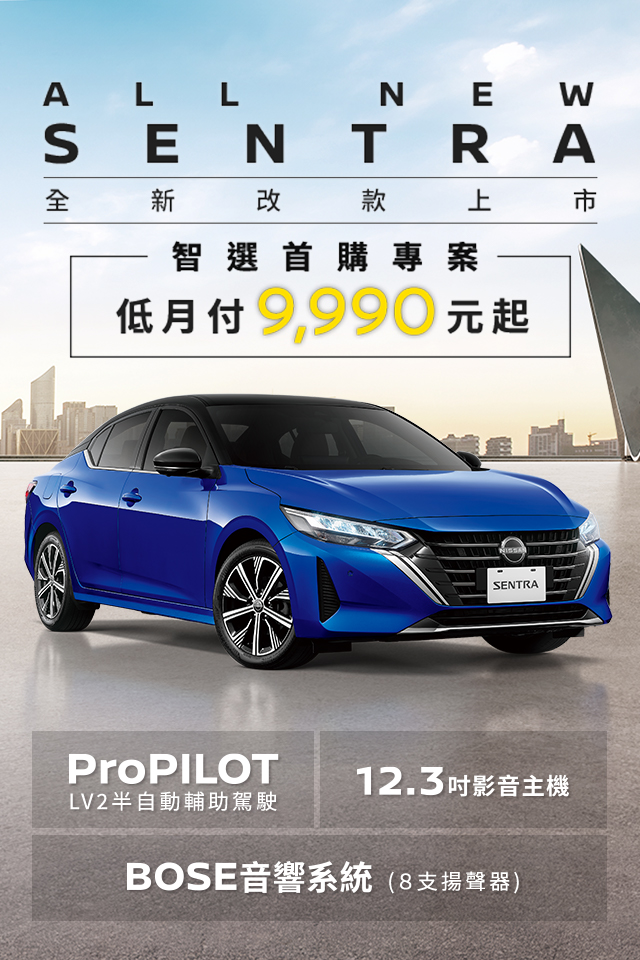 ALL NEW
SENTRA
全新改款上市
智選首購專案
低月付9,990元起
NISSAN
SENTRA
ProPILOT
LV2半自動輔助駕駛
12.3吋影音主機
BOSE音響系統 (8支揚聲器)